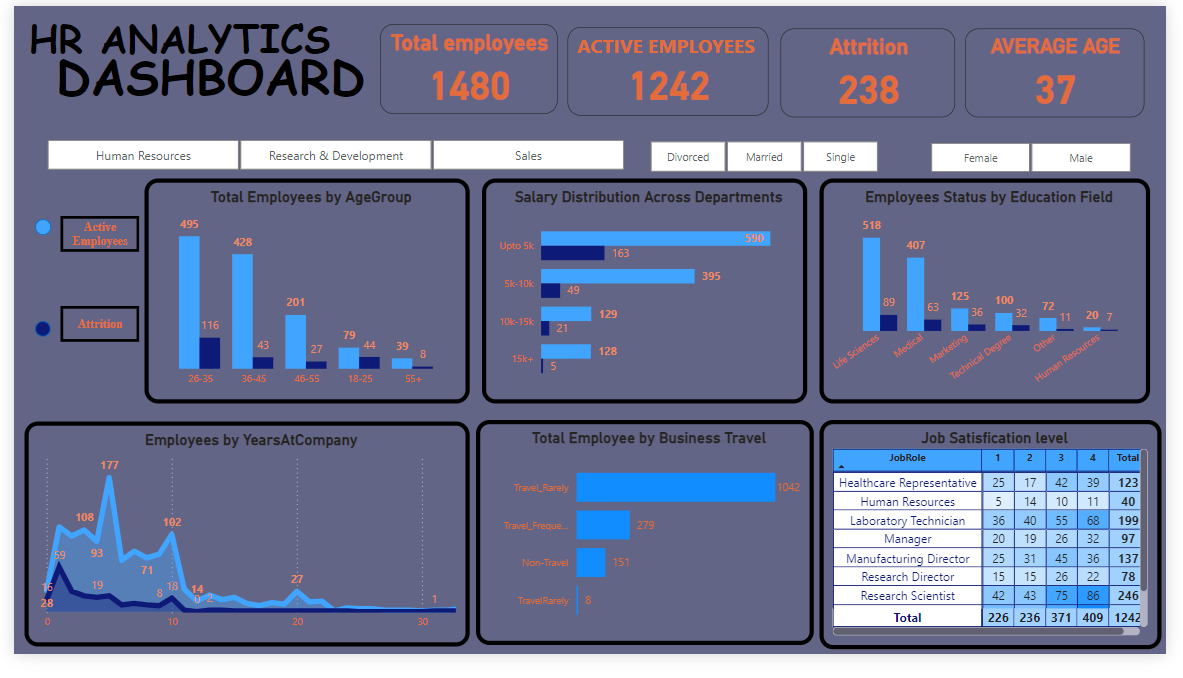 HR ANALYTICS
DASHBOARD
Total employees
1480
ACTIVE EMPLOYEES
1242
Attrition
238
AVERAGE AGE
37
Human Resources
Research & Development
Sales
Divorced
Married
Single
Female
Male
Active
Employees
Attrition
Total Employees by AgeGroup
495
116
428
43
201
27
79
44
39
8
26-35
36-45
46-55
18-25
55+
Salary Distribution Across Departments
Upto 5k
590
163
5k-10k
395
49
10k-15k
129
21
15k+
128
5
Employees Status by Education Field
518
89
407
63
125
36
100
32
72
11
20
7
Life Sciences
Medical
Marketing
Technical Degree
Other
Human Resources
Employees by YearsAtCompany
177
108
102
93
59
71
16
28
19
8
18
14
0
2
27
1
0
10
20
30
Total Employee by Business Travel
Travel_Rarely 1042
Travel_Freque... 279
Non-Travel 151
TravelRarely 8
Job Satisfication level
JobRole 1 2 3 4 Total
Healthcare Representative 25 17 42 39 123
Human Resources 5 14 10 11 40
Laboratory Technician 36 40 55 68 199
Manager 20 19 26 32 97
Manufacturing Director 25 31 45 36 137
Research Director 15 15 26 22 78
Research Scientist 42 43 75 86 246
Total 226 236 371 409 1242